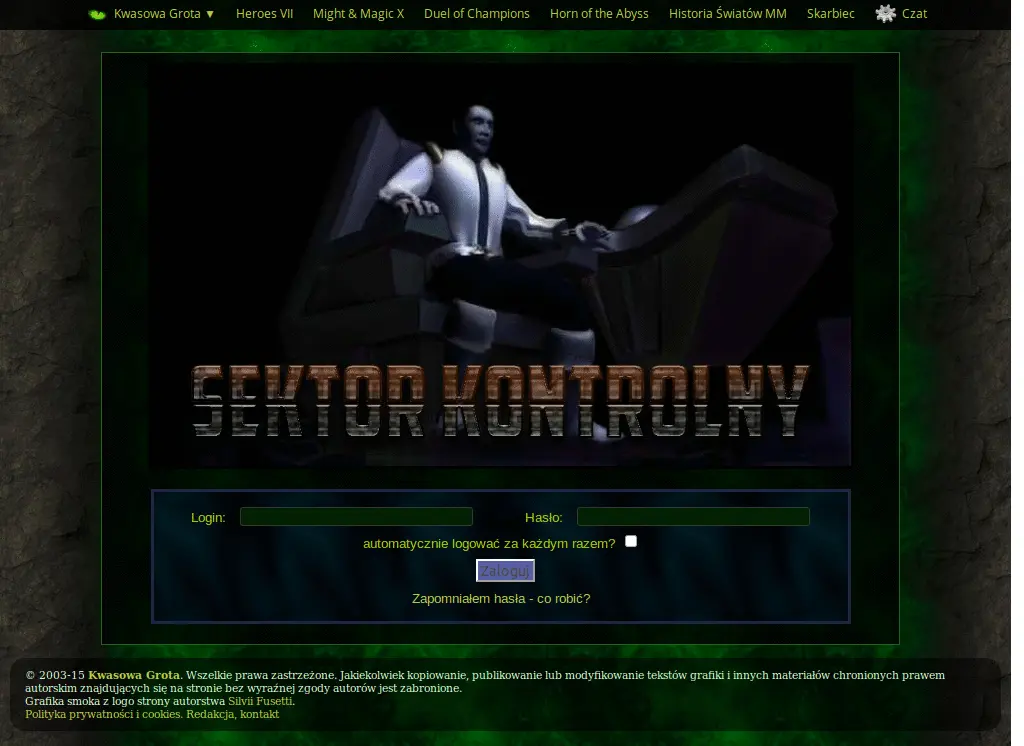 Kwasowa Grota ▼ Heroes VII Might & Magic X Duel of Champions Horn of the Abyss Historia Światów MM Skarbiec Czat
SEKTOR KONTROLNY
Login: Hasło:
automatycznie logować za każdym razem?
Zaloguj
Zapomniałem hasła - co robić?
© 2003-15 Kwasowa Grota. Wszelkie prawa zastrzeżone. Jakiekolwiek kopiowanie, publikowanie lub modyfikowanie tekstów grafiki i innych materiałów chronionych prawem
autorskim znajdujących się na stronie bez wyraźnej zgody autorów jest zabronione.
Grafika smoka z logo strony autorstwa Silvii Fusetti.
Polityka prywatności i cookies. Redakcja, kontakt